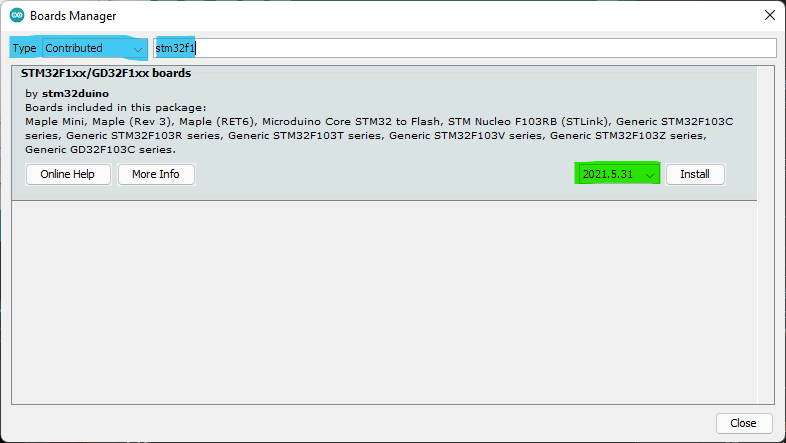 Boards Manager
Type Contributed stm32f1
STM32F1xx/GD32F1xx boards
by stm32duino
Boards included in this package:
Maple Mini, Maple (Rev 3), Maple (RET6), Microduino Core STM32 to Flash, STM Nucleo F103RB (STLink), Generic STM32F103C
series, Generic STM32F103R series, Generic STM32F103T series, Generic STM32F103V series, Generic STM32F103Z series,
Generic GD32F103C series.
Online Help More Info 2021.5.31 Install
Close